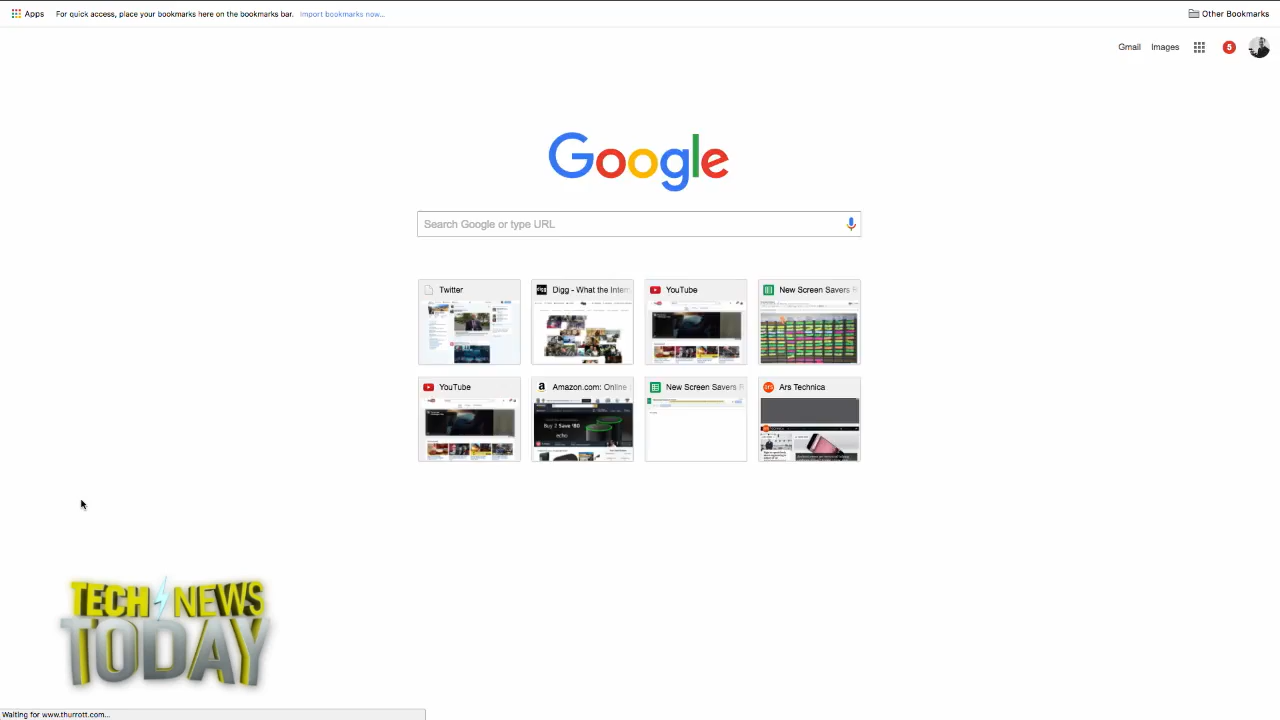 Apps
For quick access, place your bookmarks here on the bookmarks bar.
Import bookmarks now...
Other Bookmarks
Gmail
Images
5
Google
Search Google or type URL
Twitter
Digg - What the Intern
YouTube
New Screen Savers
YouTube
Amazon.com: Online
New Screen Savers
Ars Technica
TECH NEWS
TODAY
Waiting for www.thurrott.com...